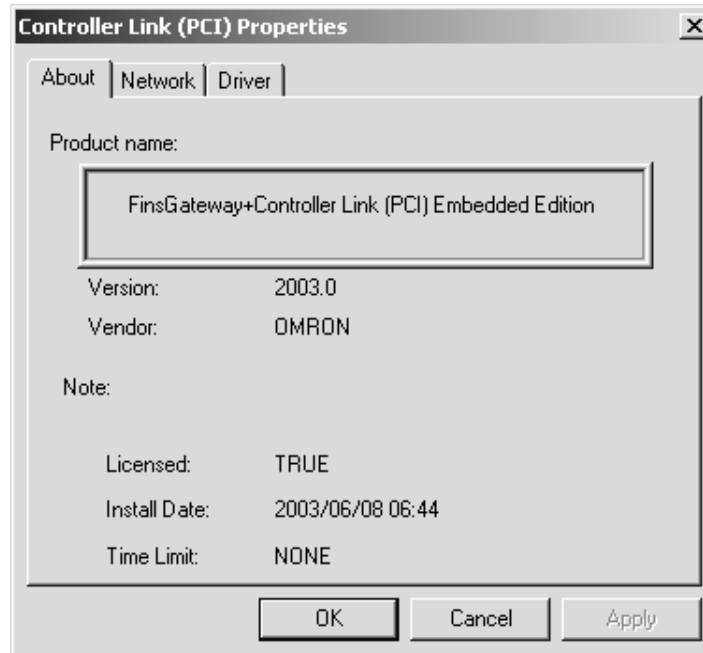 Controller Link (PCI) Properties
About Network Driver
Product name:
FinsGateway+Controller Link (PCI) Embedded Edition
Version: 2003.0
Vendor: OMRON
Note:
Licensed: TRUE
Install Date: 2003/06/08 06:44
Time Limit: NONE
OK Cancel Apply